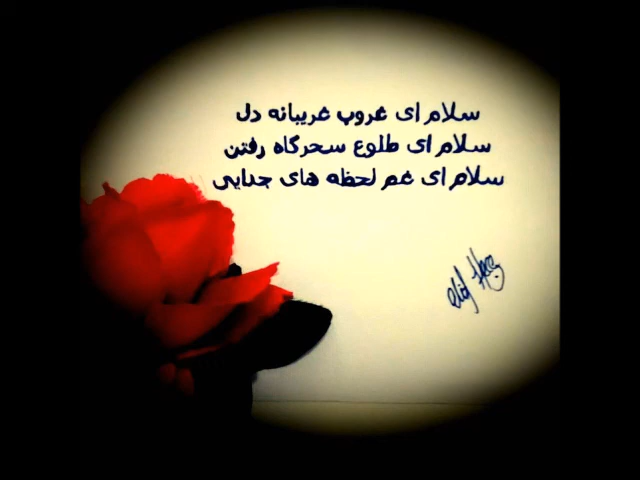 سلام ای غروب غریبانه دل
سلام ای طلوع سحرگاه رفتن
سلام ای غم لحظه های جدایی